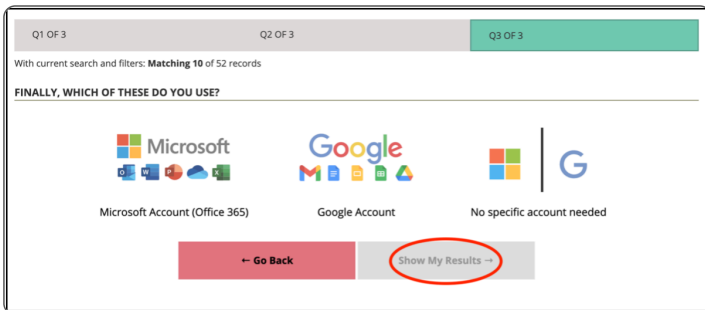 Q1 OF 3
Q2 OF 3
Q3 OF 3
With current search and filters: Matching 10 of 52 records
FINALLY, WHICH OF THESE DO YOU USE?
Microsoft
Google
G
Microsoft Account (Office 365)
Google Account
No specific account needed
← Go Back
Show My Results →